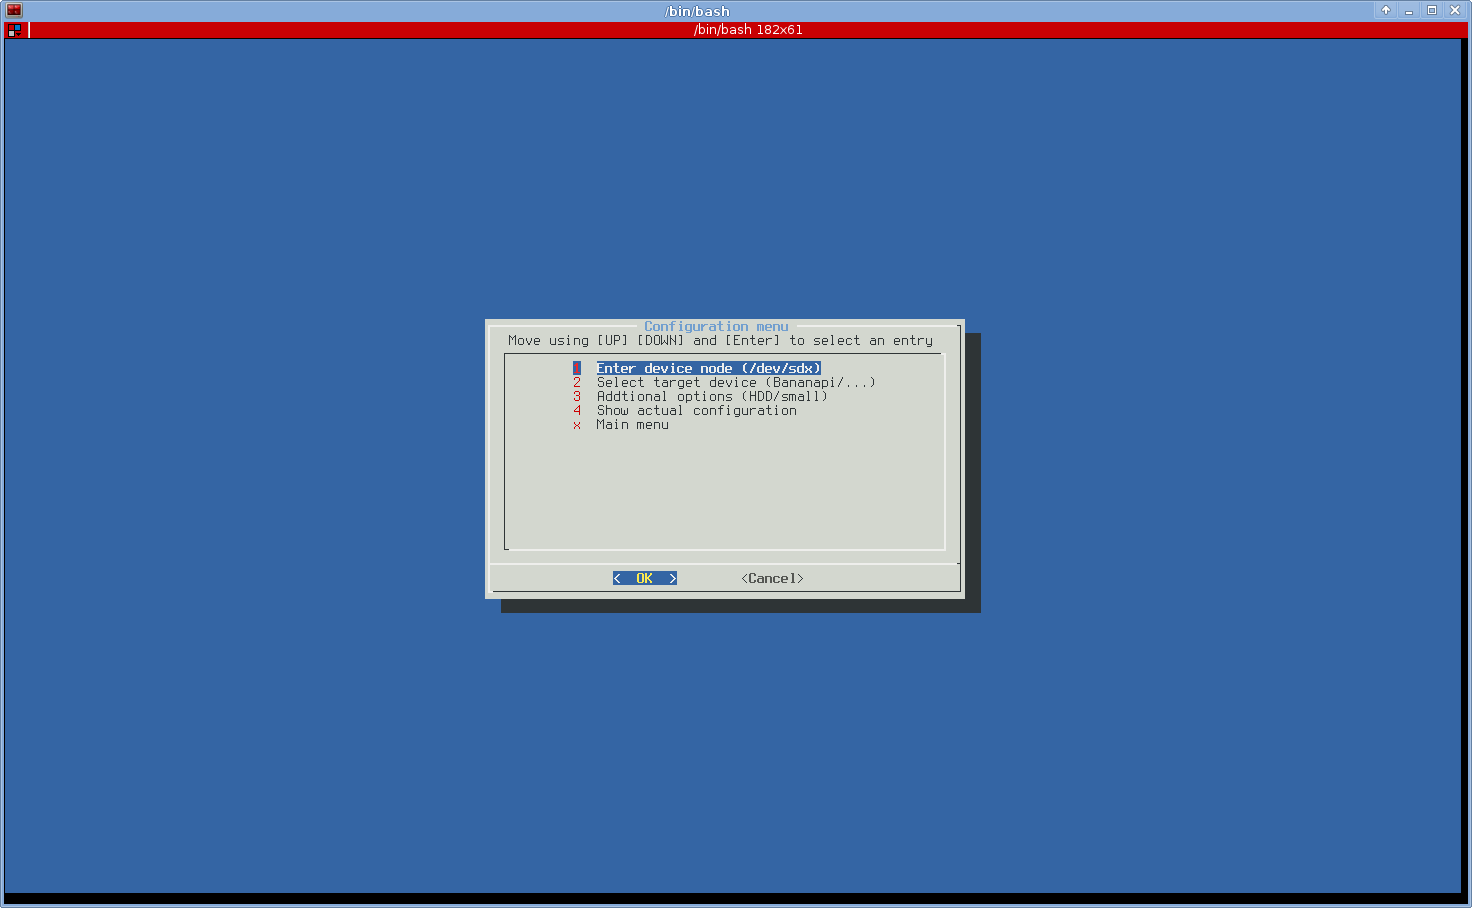 /bin/bash
/bin/bash 182x61
Configuration menu
Move using [UP] [DOWN] and [Enter] to select an entry
1 Enter device node (/dev/sdx)
2 Select target device (Bananapi/...)
3 Addtional options (HDD/small)
4 Show actual configuration
x Main menu
< OK > <Cancel>